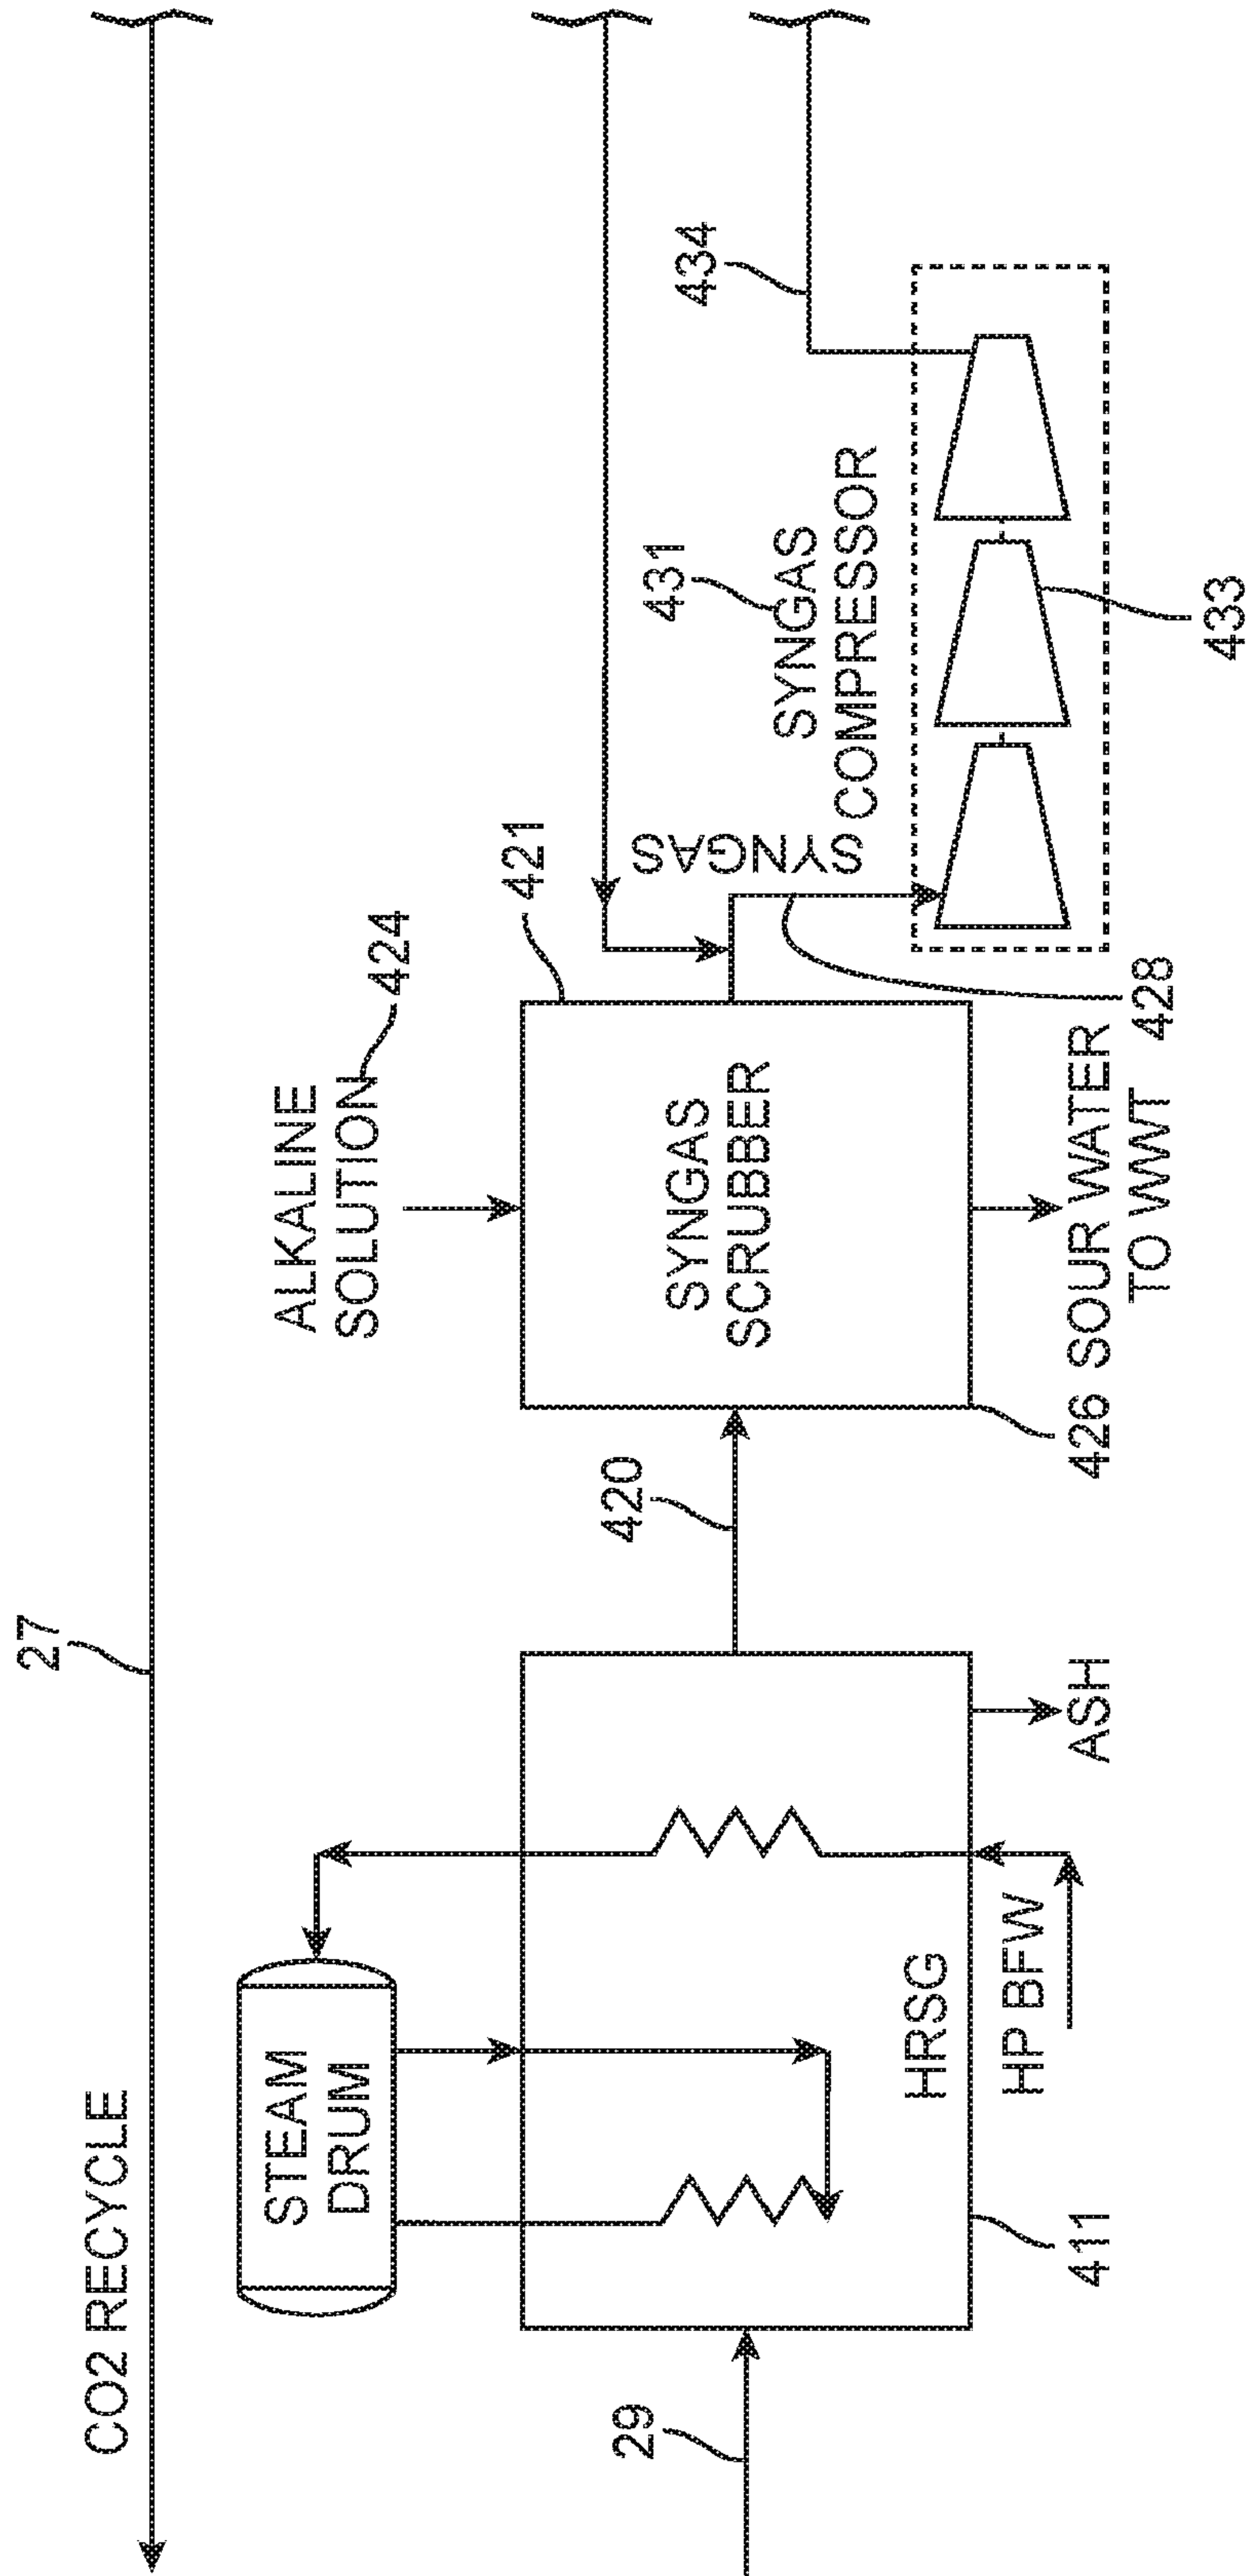 CO2 RECYCLE
27
STEAM
DRUM
ALKALINE
SOLUTION
424
29
420
421
431
434
HRSG
SYNGAS
SCRUBBER
SYNGAS
SYNGAS
COMPRESSOR
HP BFW
411
ASH
426
SOUR WATER
TO WWT
428
433